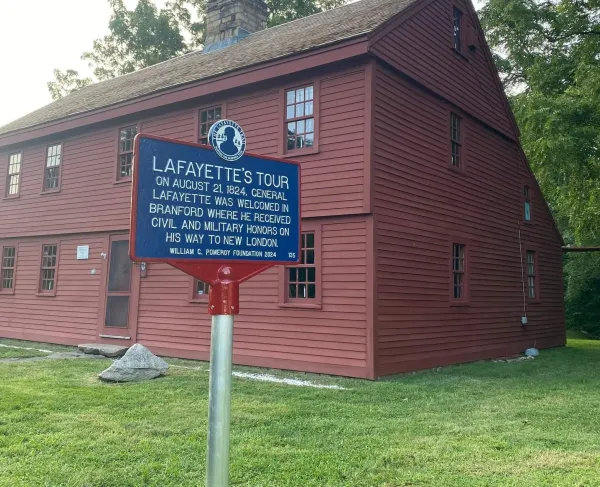 LAFAYETTE'S TOUR
ON AUGUST 21, 1824, GENERAL
LAFAYETTE WAS WELCOMED IN
BRANFORD WHERE HE RECEIVED
CIVIL AND MILITARY HONORS ON
HIS WAY TO NEW LONDON.
WILLIAM C. POMEROY FOUNDATION 2024